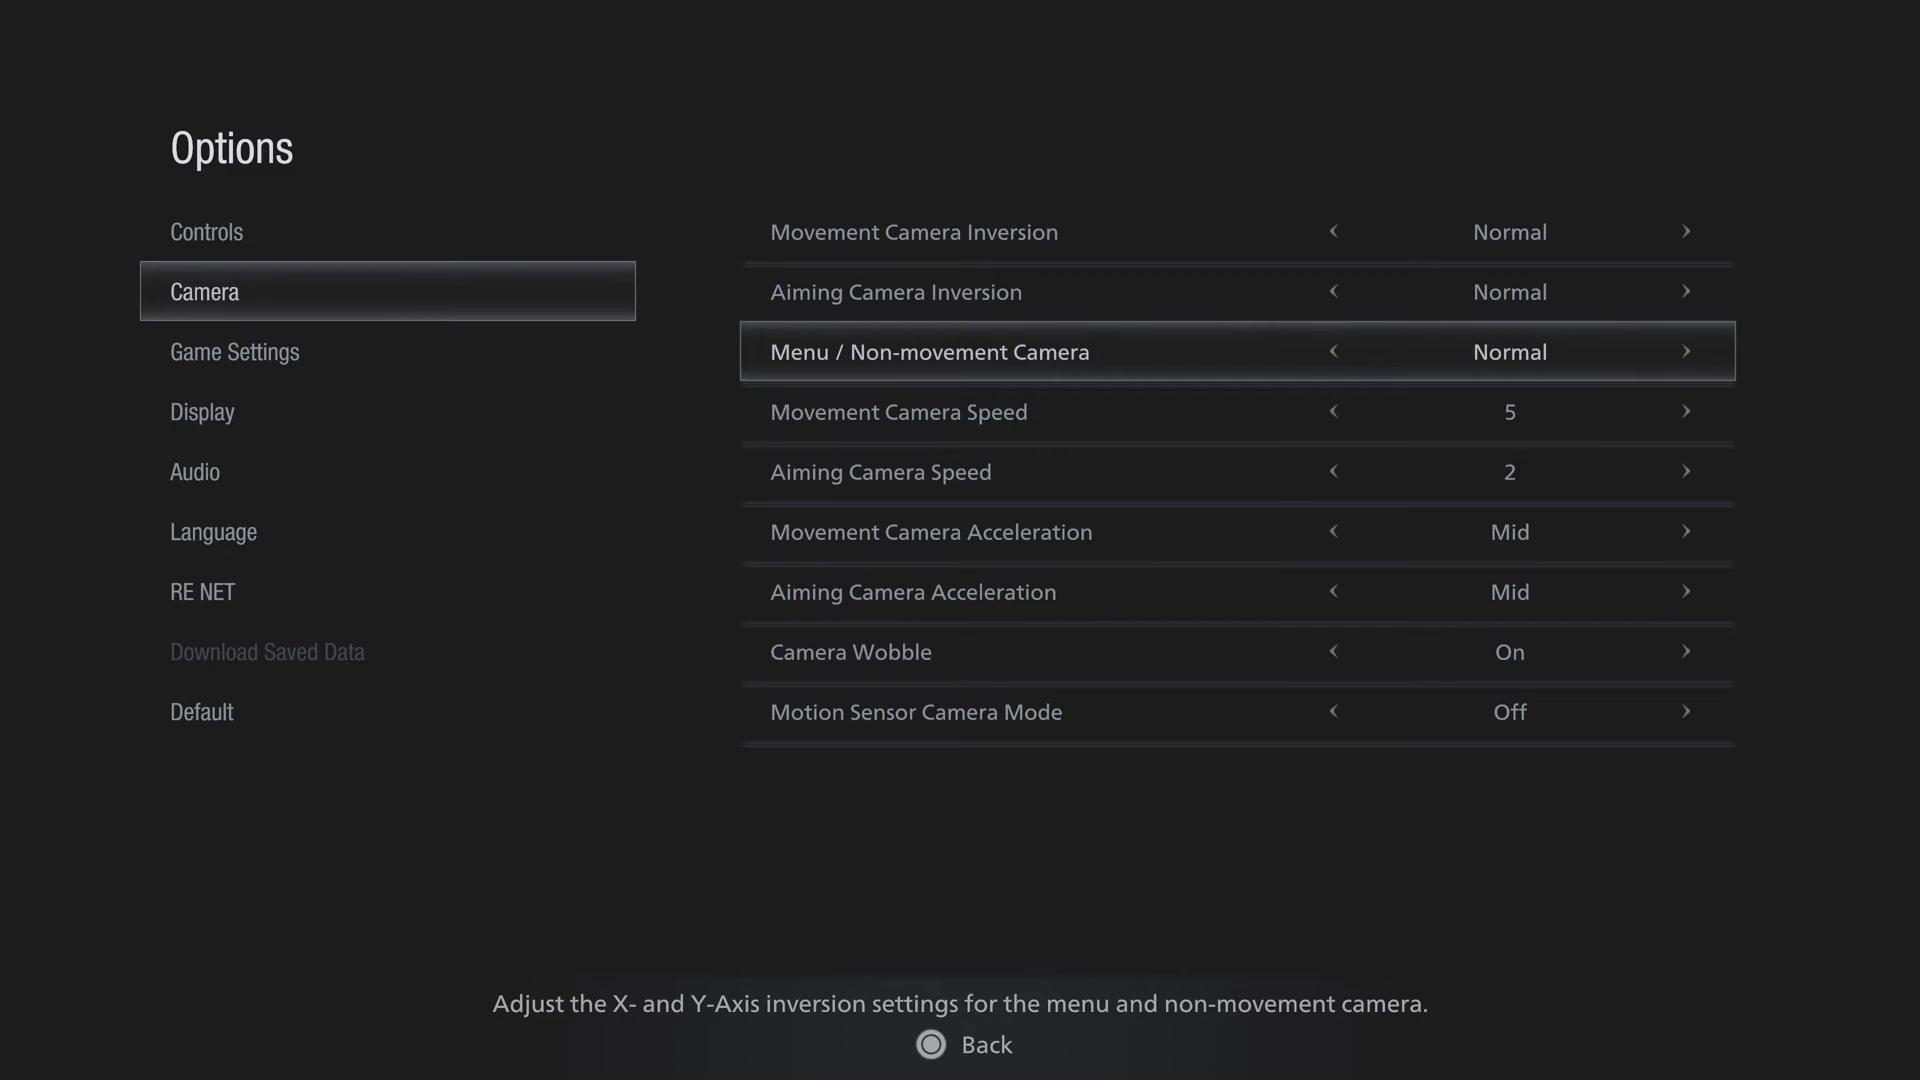 Options
Controls
Camera
Game Settings
Display
Audio
Language
RE NET
Download Saved Data
Default
Movement Camera Inversion Normal
Aiming Camera Inversion Normal
Menu / Non-movement Camera Normal
Movement Camera Speed 5
Aiming Camera Speed 2
Movement Camera Acceleration Mid
Aiming Camera Acceleration Mid
Camera Wobble On
Motion Sensor Camera Mode Off
Adjust the X- and Y-Axis inversion settings for the menu and non-movement camera.
Back